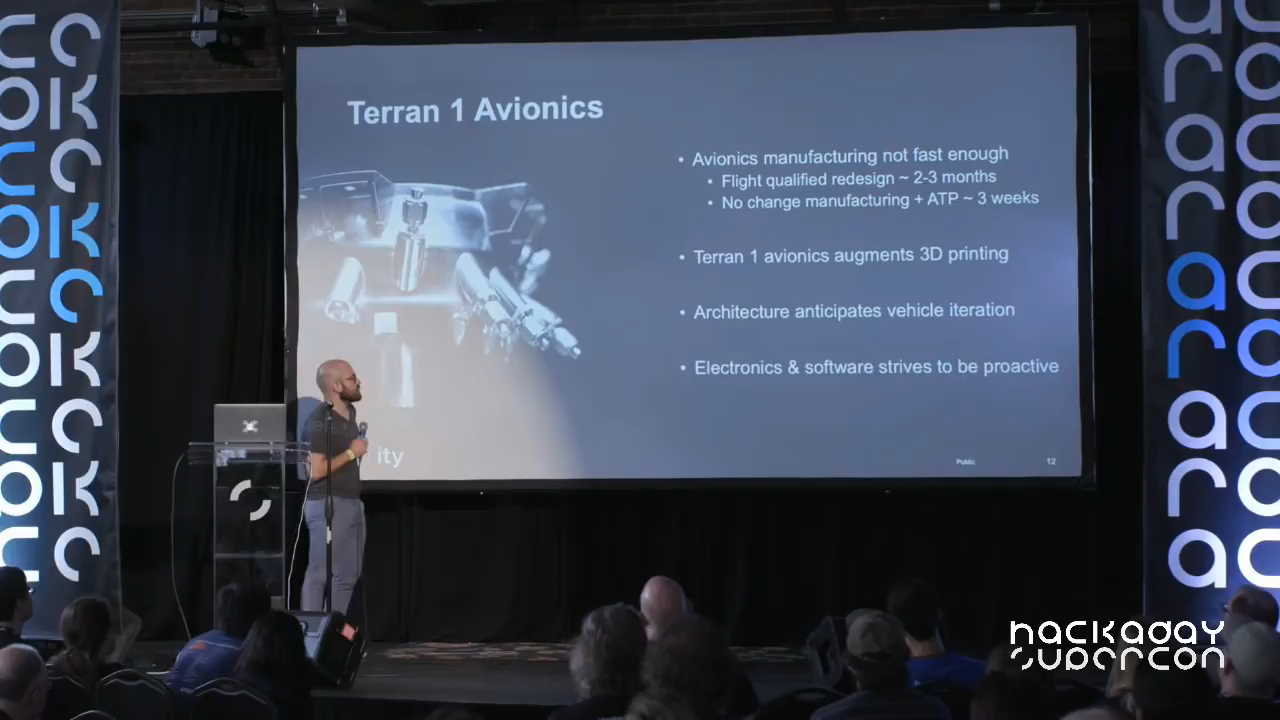 Terran 1 Avionics
• Avionics manufacturing not fast enough
• Flight qualified redesign ~ 2-3 months
• No change manufacturing + ATP ~ 3 weeks
• Terran 1 avionics augments 3D printing
• Architecture anticipates vehicle iteration
• Electronics & software strives to be proactive
ity
Public
12
hackaday
supercon